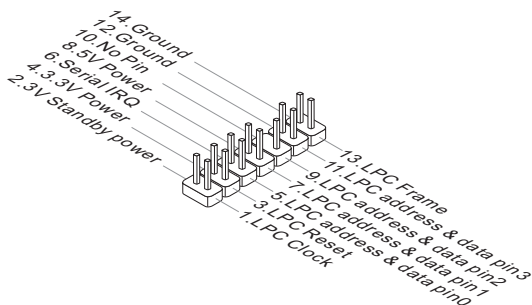 14.Ground
12.Ground
10.No Pin
8.5V Power
6.Serial IRQ
4.3.3V Power
2.3V Standby power
13.LPC Frame
11.LPC address & data pin3
9.LPC address & data pin2
7.LPC address & data pin1
5.LPC address & data pin0
3.LPC Reset
1.LPC Clock